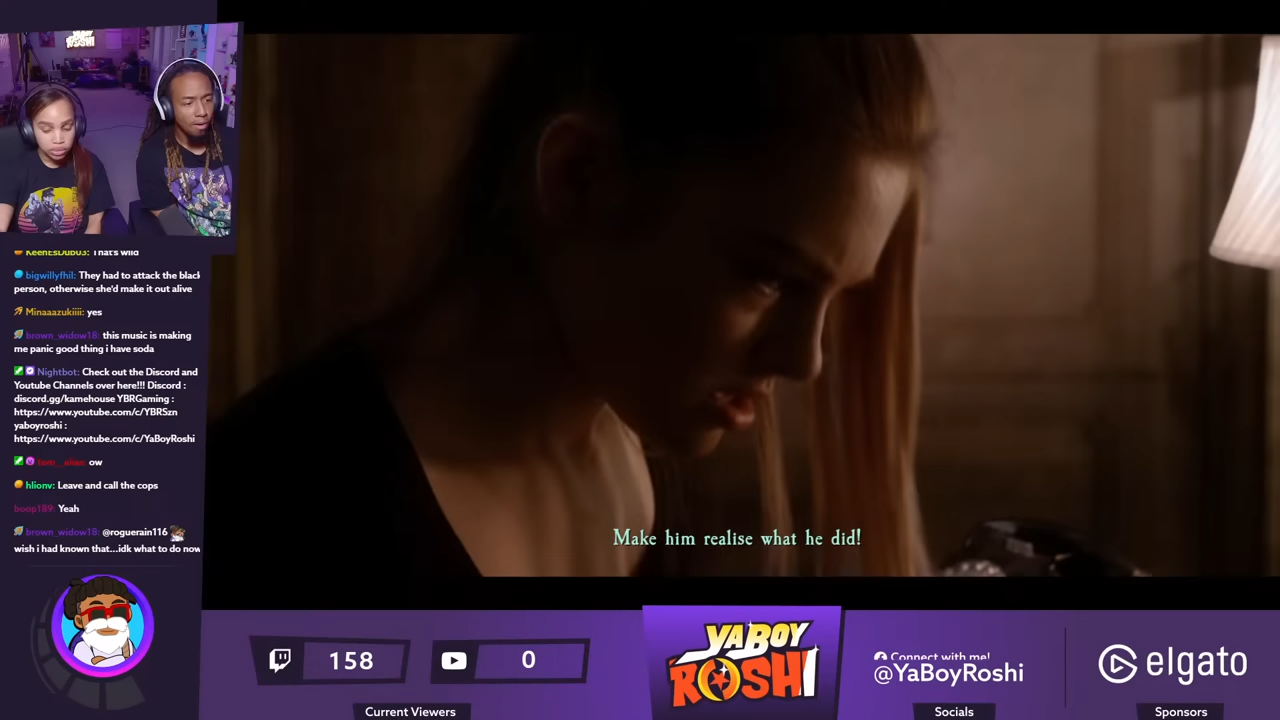 KeenEsDub03: That's wild
bigwillyfhil: They had to attack the black
person, otherwise she'd make it out alive
Minaaazukiiii: yes
brown_widow18: this music is making
me panic good thing i have soda
Nightbot: Check out the Discord and
Youtube Channels over here!!! Discord :
discord.gg/kamehouse YBRGaming :
https://www.youtube.com/c/YBRSzn
yaboyroshi :
https://www.youtube.com/c/YaBoyRoshi
ow
hlionv: Leave and call the cops
boop189: Yeah
brown_widow18: @roguerain116
wish i had known that...idk what to do now
Make him realise what he did!
158
0
Current Viewers
YABOY
ROSHI
Connect with me!
@YaBoyRoshi
Socials
elgato
Sponsors